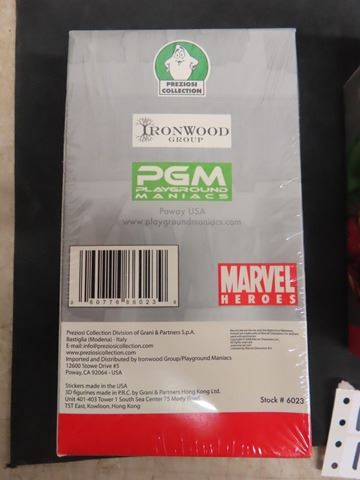 PREZIOSI
COLLECTION
IRONWOOD
GROUP
PGM
PLAYGROUND
MANIACS
Poway USA
www.playgroundmaniacs.com
MARVEL
HEROES
Preziosi Collection Division of Grani & Partners S.p.A.
Bastiglia (Modena) - Italy
E-mail:info@preziosicollection.com
www.preziosicollection.com
Imported and Distributed by Ironwood Group/Playground Maniacs
12600 Stowe Drive #5
Poway, CA 92064 - USA
Stickers made in the USA
3D figurines made in P.R.C. by Grani & Partners Hong Kong Ltd.
Unit 401-403 Tower 1 South Sea Center 75 Mody Road
TST East, Kowloon, Hong Kong
Stock # 6023